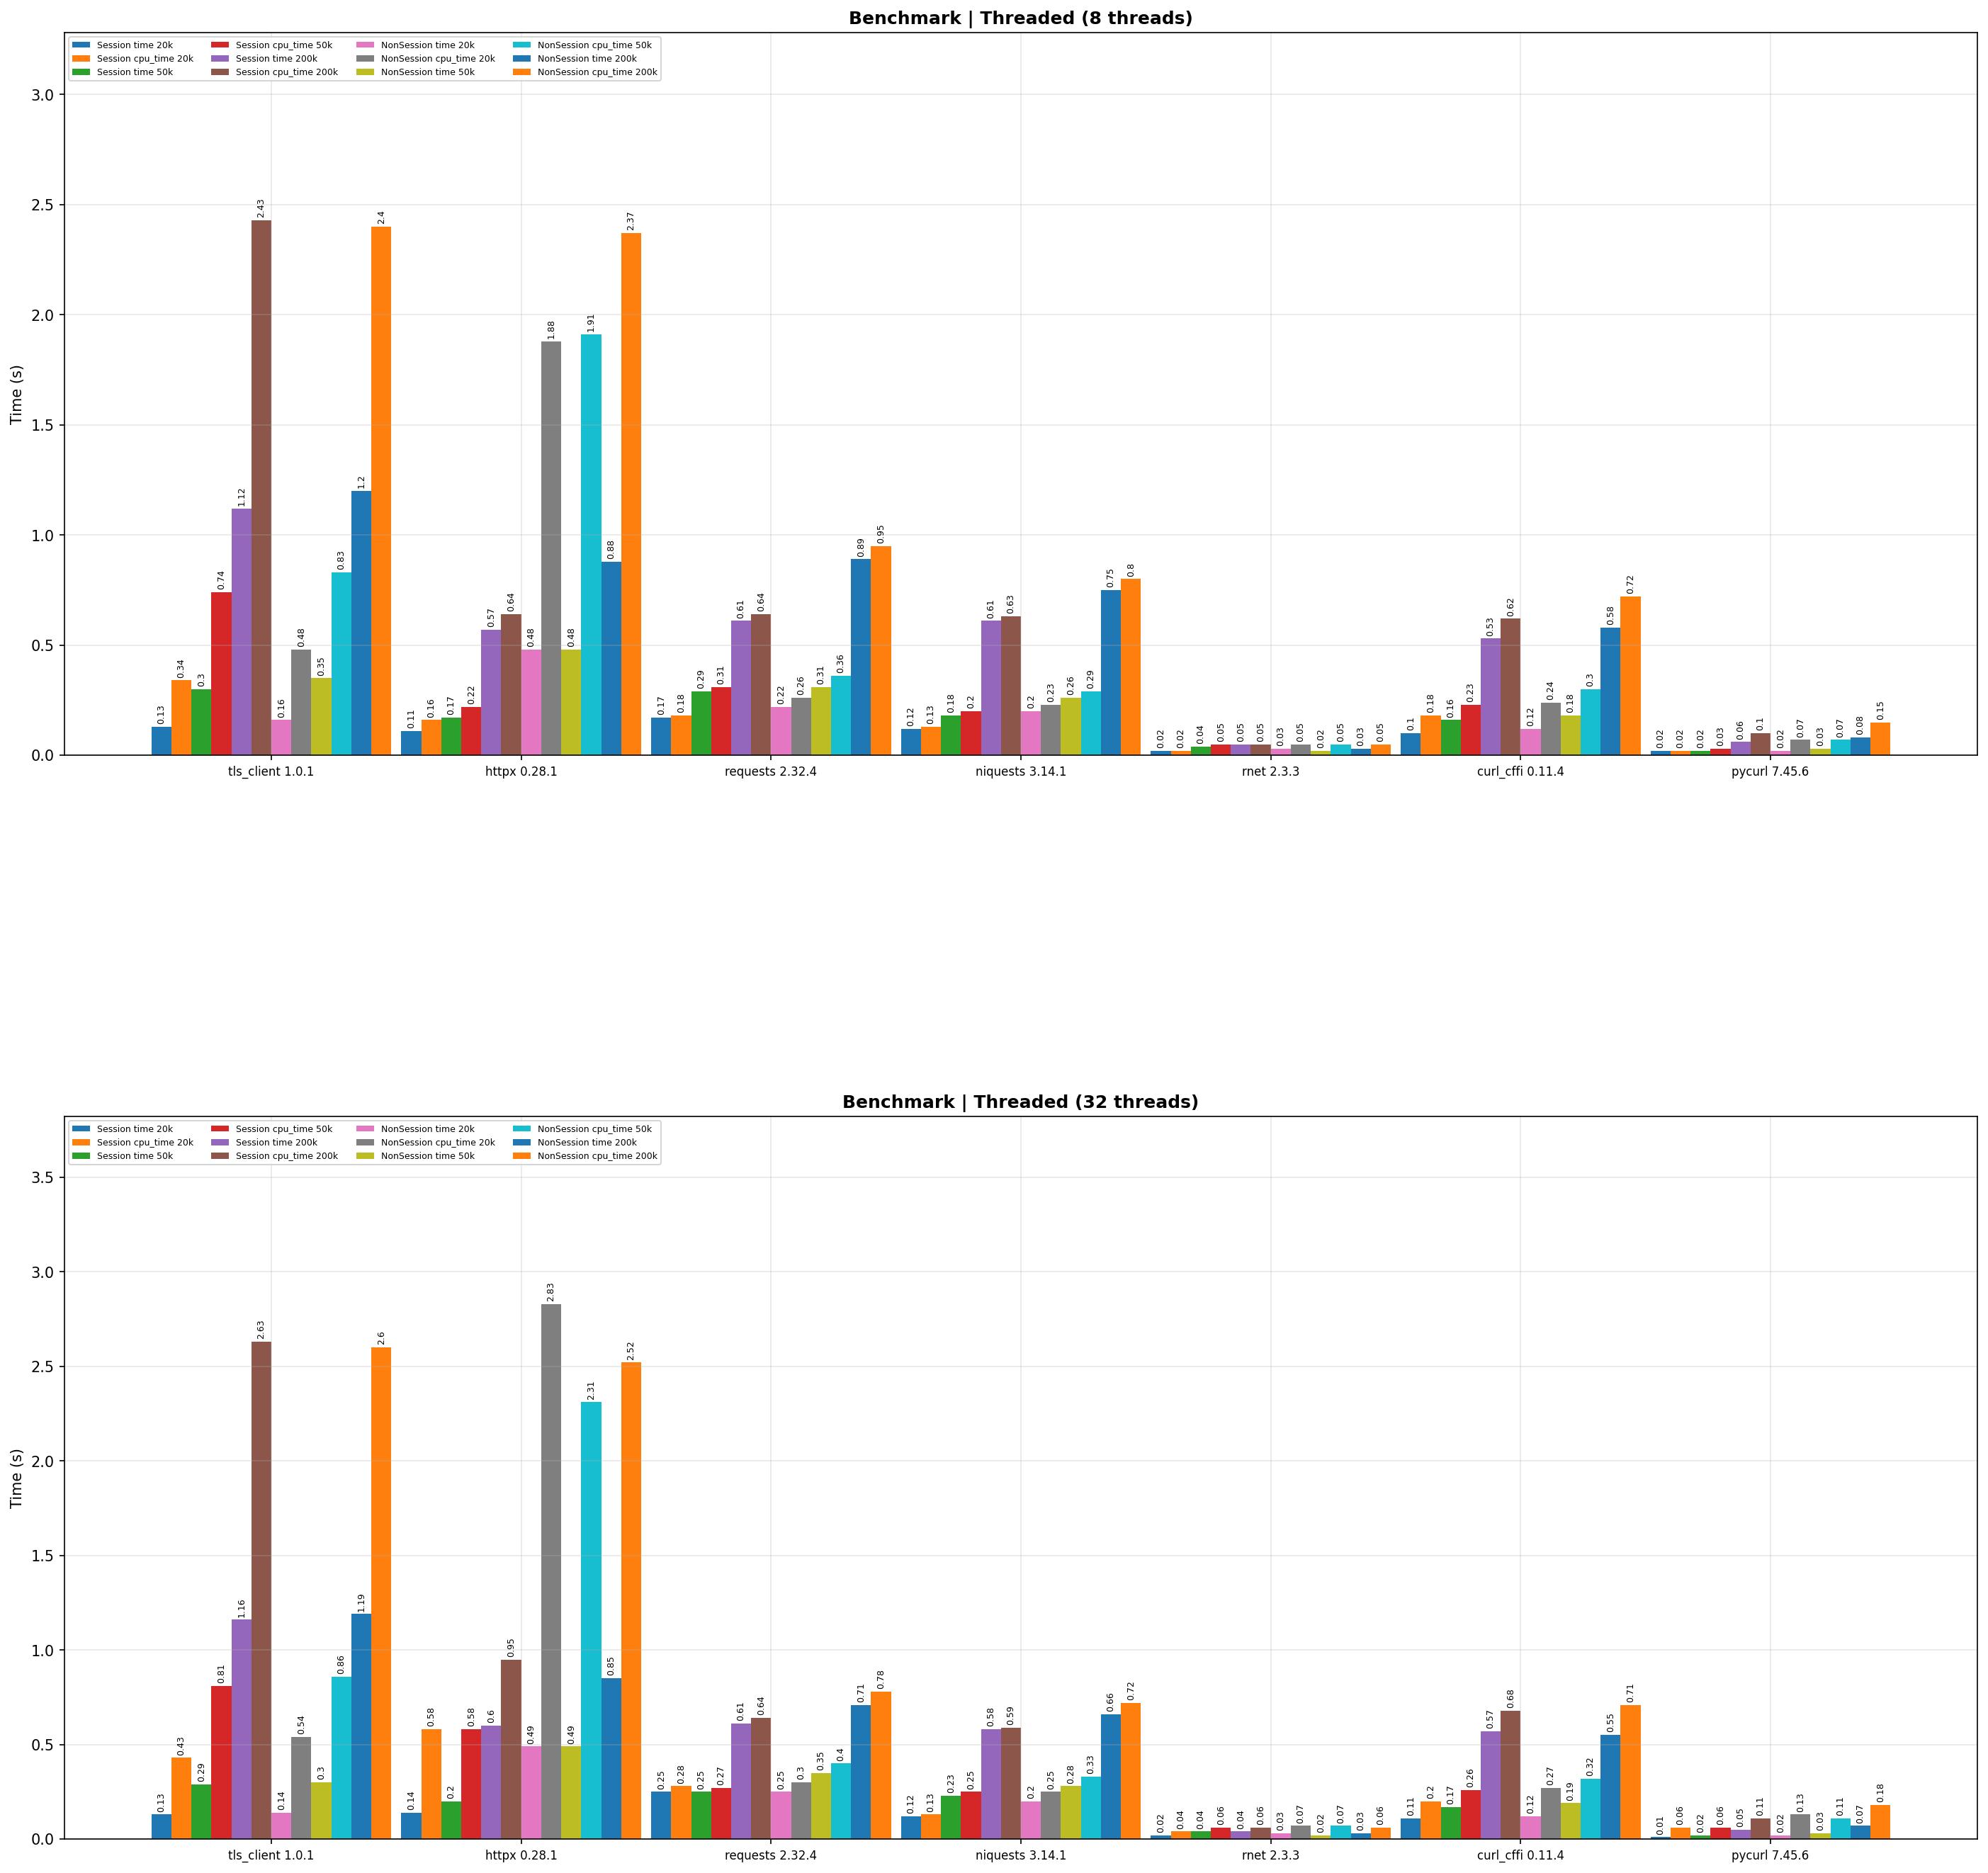 Benchmark | Threaded (8 threads)
Session time 20k Session cpu_time 50k NonSession time 20k NonSession cpu_time 50k
Session cpu_time 20k Session time 200k NonSession cpu_time 20k NonSession time 200k
Session time 50k Session cpu_time 200k NonSession time 50k NonSession cpu_time 200k
Time (s)
3.0
2.5
2.0
1.5
1.0
0.5
0.0
0.13 0.34 0.3 0.74 1.12 2.43 0.16 0.48 0.35 0.83 1.2 2.4
0.11 0.16 0.17 0.22 0.57 0.64 0.48 1.88 0.48 1.91 0.88 2.37
0.17 0.18 0.29 0.31 0.61 0.64 0.22 0.26 0.31 0.36 0.89 0.95
0.12 0.13 0.18 0.2 0.61 0.63 0.2 0.23 0.26 0.29 0.75 0.8
0.02 0.02 0.04 0.05 0.05 0.05 0.03 0.05 0.02 0.05 0.03 0.05
0.1 0.18 0.16 0.23 0.53 0.62 0.12 0.24 0.18 0.3 0.58 0.72
0.02 0.02 0.02 0.03 0.06 0.1 0.02 0.07 0.03 0.07 0.08 0.15
tls_client 1.0.1 httpx 0.28.1 requests 2.32.4 niquests 3.14.1 rnet 2.3.3 curl_cffi 0.11.4 pycurl 7.45.6
Benchmark | Threaded (32 threads)
Session time 20k Session cpu_time 50k NonSession time 20k NonSession cpu_time 50k
Session cpu_time 20k Session time 200k NonSession cpu_time 20k NonSession time 200k
Session time 50k Session cpu_time 200k NonSession time 50k NonSession cpu_time 200k
Time (s)
3.5
3.0
2.5
2.0
1.5
1.0
0.5
0.0
0.13 0.43 0.29 0.81 1.16 2.63 0.14 0.54 0.3 0.86 1.19 2.6
0.14 0.58 0.2 0.58 0.6 0.95 0.49 2.83 0.49 2.31 0.85 2.52
0.25 0.28 0.25 0.27 0.61 0.64 0.25 0.3 0.35 0.4 0.71 0.78
0.12 0.13 0.23 0.25 0.58 0.59 0.2 0.25 0.28 0.33 0.66 0.72
0.02 0.04 0.04 0.06 0.04 0.06 0.03 0.07 0.02 0.07 0.03 0.06
0.11 0.2 0.17 0.26 0.57 0.68 0.12 0.27 0.19 0.32 0.55 0.71
0.01 0.06 0.02 0.06 0.05 0.11 0.02 0.13 0.03 0.11 0.07 0.18
tls_client 1.0.1 httpx 0.28.1 requests 2.32.4 niquests 3.14.1 rnet 2.3.3 curl_cffi 0.11.4 pycurl 7.45.6